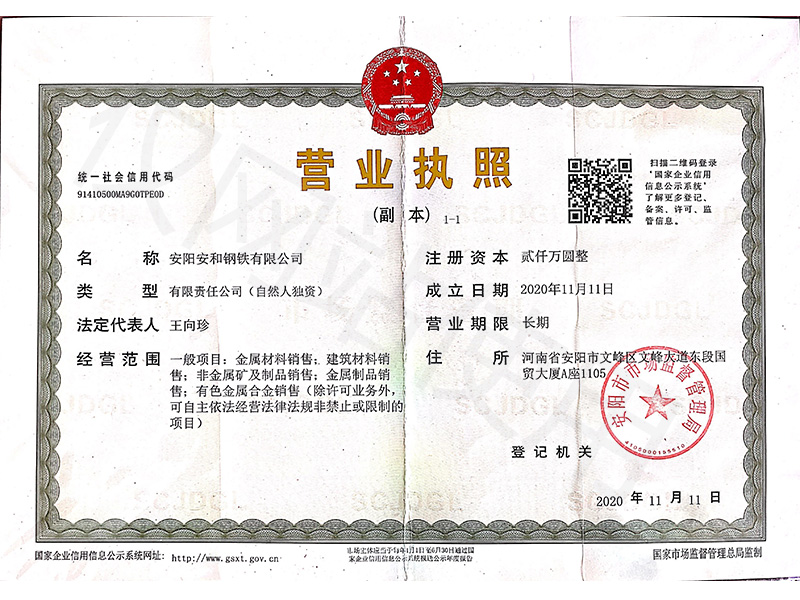 营业执照
(副 本) 1-1
统一社会信用代码
91410500MA9G0TPE0D
扫描二维码登录
‘国家企业信用
信息公示系统’
了解更多登记、
备案、许可、监
管信息。
名 称 安阳安和钢铁有限公司
类 型 有限责任公司（自然人独资）
法定代表人 王向珍
经营范围 一般项目：金属材料销售；建筑材料销
售；非金属矿及制品销售；金属制品销
售；有色金属合金销售（除许可业务外，
可自主依法经营法律法规非禁止或限制的
项目）
注册资本 贰仟万圆整
成立日期 2020年11月11日
营业期限 长期
住 所 河南省安阳市文峰区文峰大道东段国
贸大厦A座1105
登记机关
安阳市市场监督管理局
2020 年 11 月 11 日
国家企业信用信息公示系统网址：http://www.gsxt.gov.cn
市场主体应当于每年1月1日至6月30日通过国
家企业信用信息公示系统报送公示年度报告
国家市场监督管理总局监制